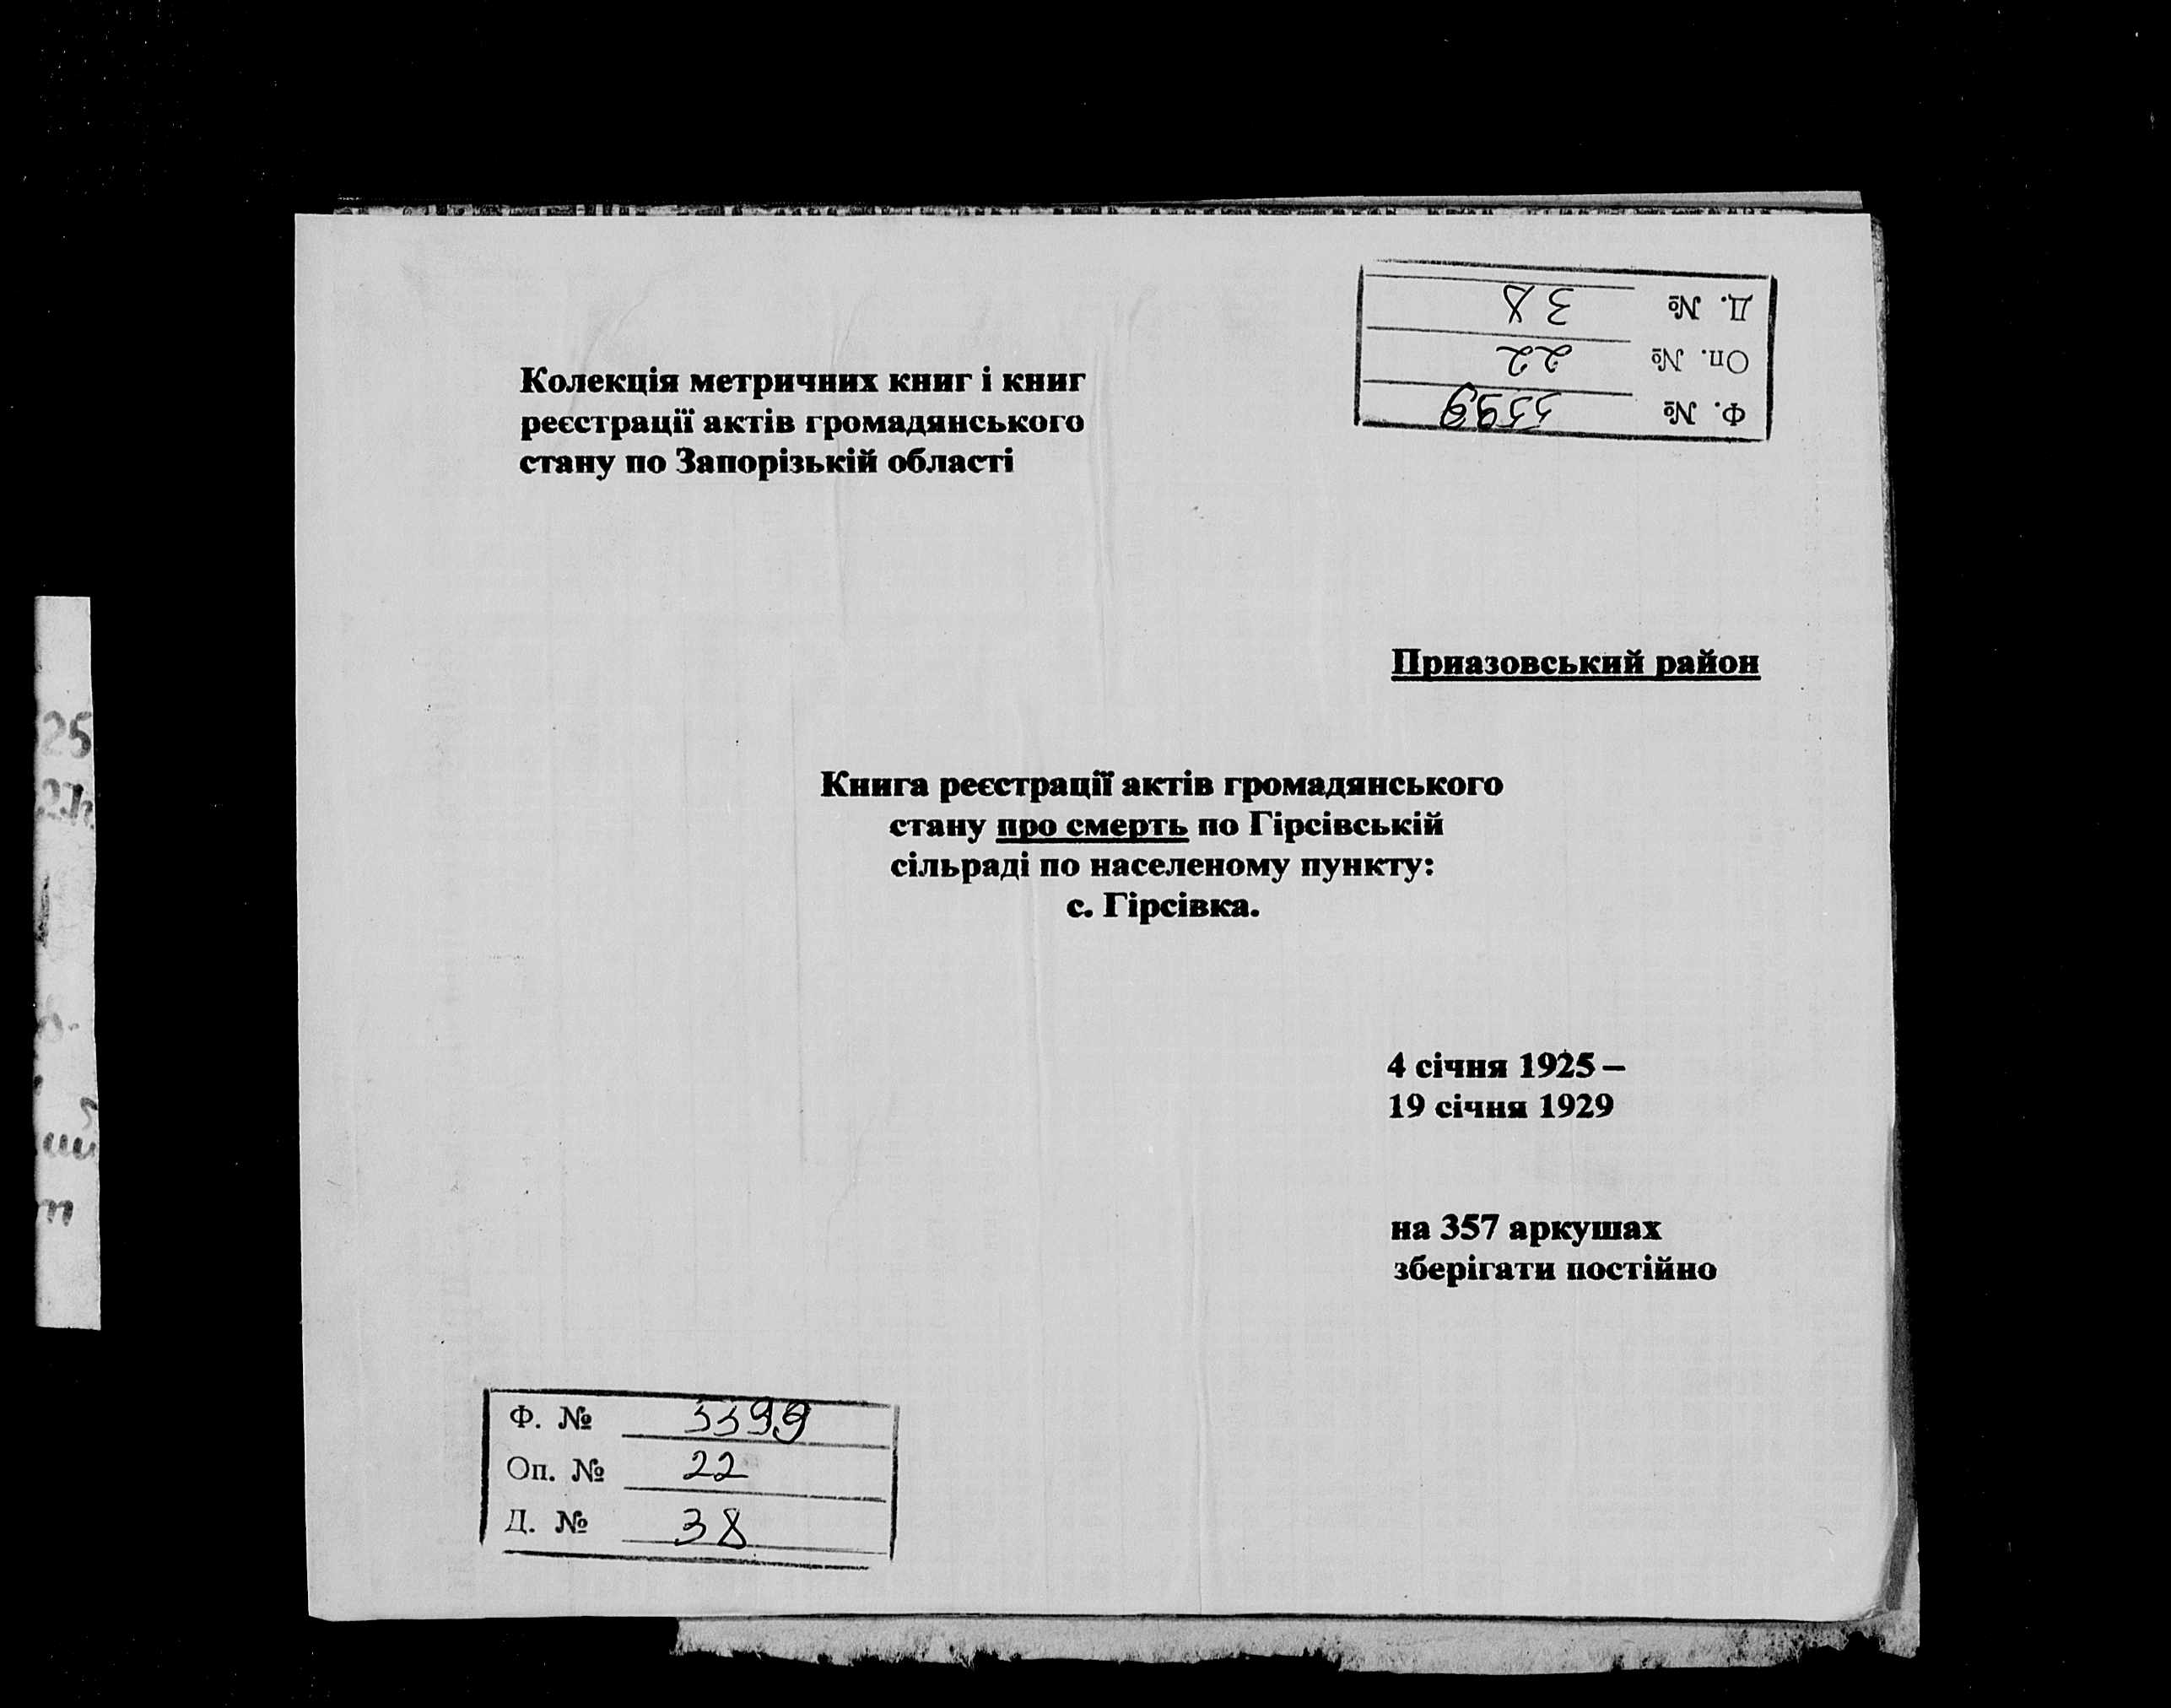 Д. № 38
Оп. № 22
Ф. № 3399
Колекція метричних книг і книг
реєстрації актів громадянського
стану по Запорізькій області
Приазовський район
Книга реєстрації актів громадянського
стану про смерть по Гірсівській
сільраді по населеному пункту:
с. Гірсівка.
4 січня 1925 –
19 січня 1929
на 357 аркушах
зберігати постійно
Ф. № 3399
Оп. № 22
Д. № 38
25